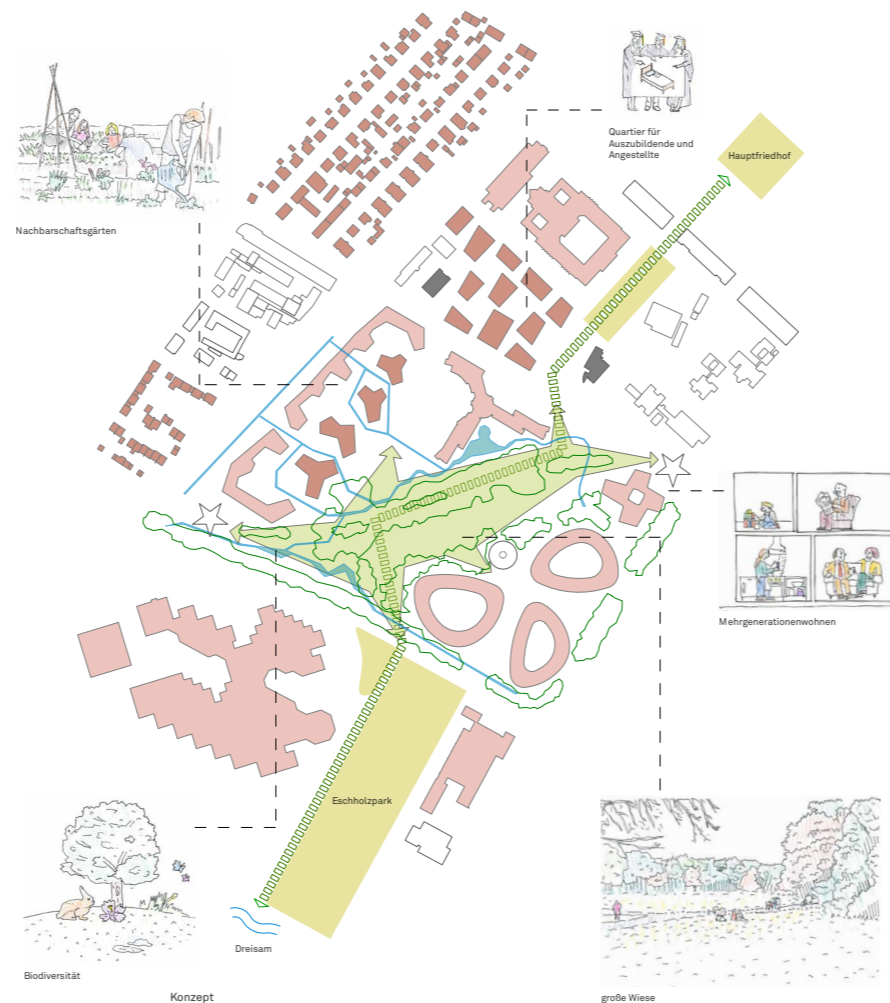 Quartier für
Auszubildende und
Angestellte
Hauptfriedhof
Nachbarschaftsgärten
Mehrgenerationenwohnen
Eschholzpark
Dreisam
Biodiversität
Konzept
große Wiese